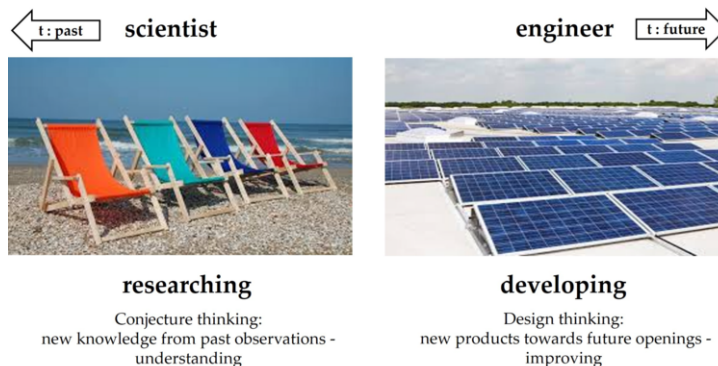 t : past
scientist
engineer
t : future
researching
developing
Conjecture thinking:
new knowledge from past observations -
understanding
Design thinking:
new products towards future openings -
improving